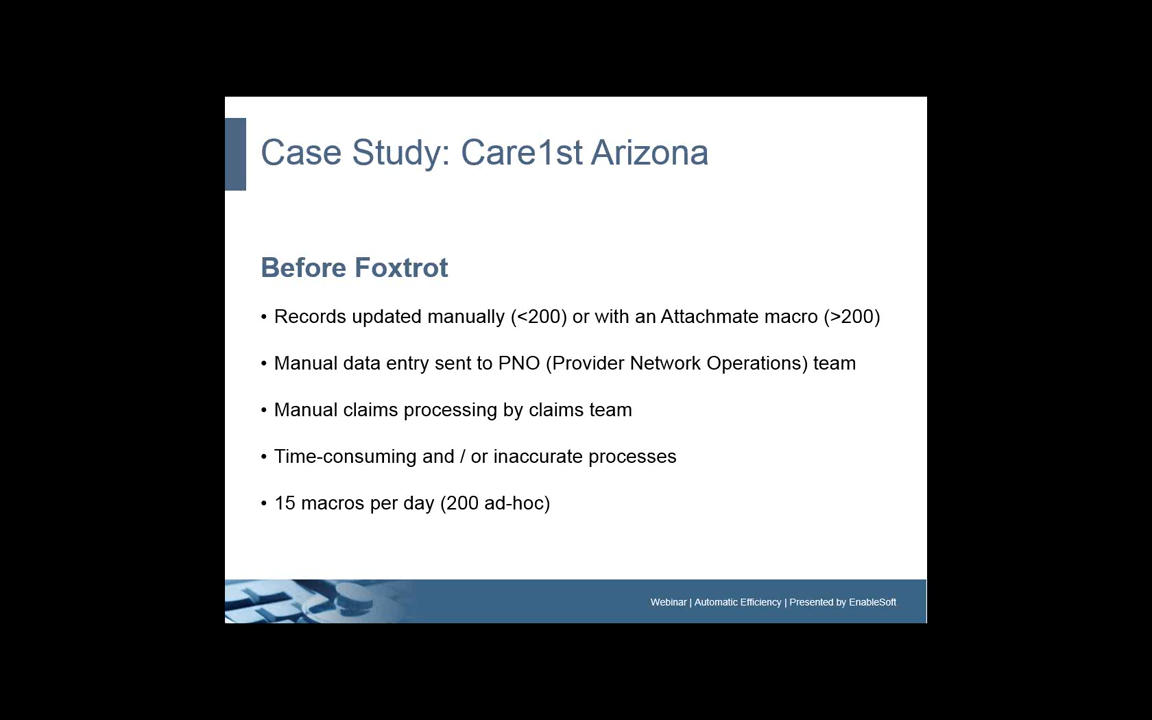 Case Study: Care1st Arizona
Before Foxtrot
• Records updated manually (<200) or with an Attachmate macro (>200)
• Manual data entry sent to PNO (Provider Network Operations) team
• Manual claims processing by claims team
• Time-consuming and / or inaccurate processes
• 15 macros per day (200 ad-hoc)
Webinar | Automatic Efficiency | Presented by EnableSoft